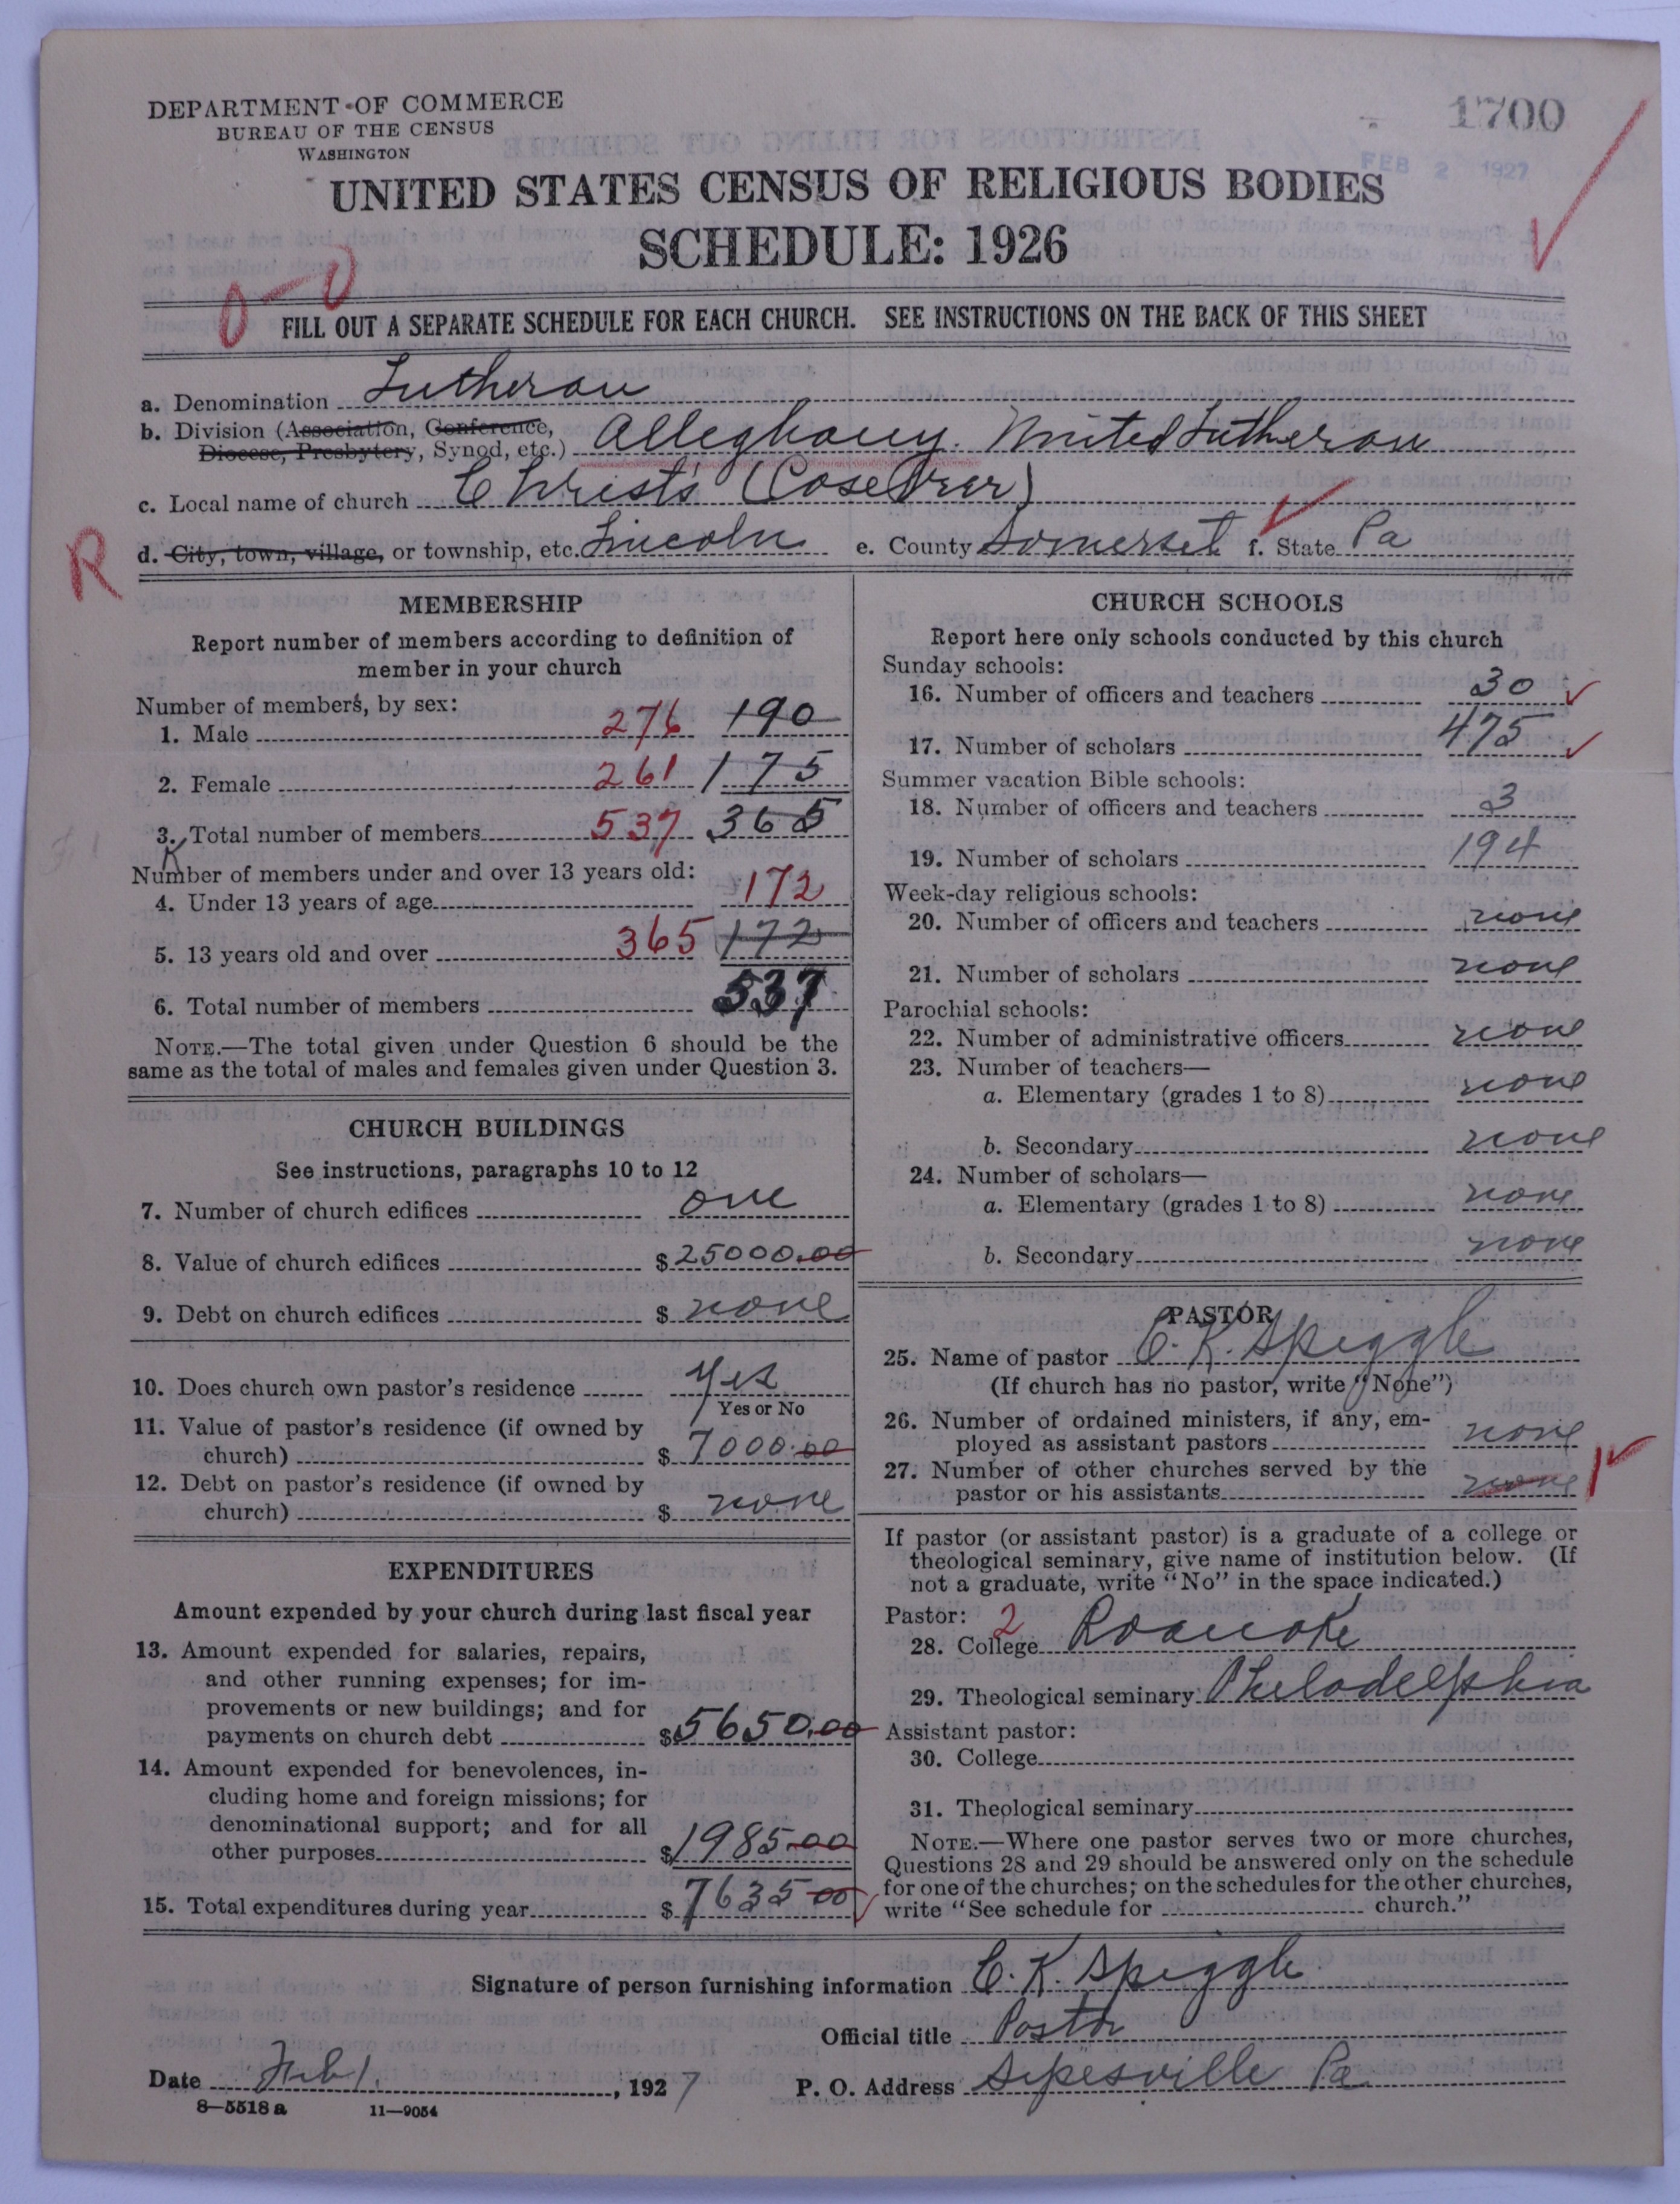 DEPARTMENT OF COMMERCE
BUREAU OF THE CENSUS
WASHINGTON
1700
FEB 2 1927
UNITED STATES CENSUS OF RELIGIOUS BODIES
SCHEDULE: 1926
FILL OUT A SEPARATE SCHEDULE FOR EACH CHURCH. SEE INSTRUCTIONS ON THE BACK OF THIS SHEET
a. Denomination Lutheran
b. Division (Association, Conference,
Diocese, Presbytery, Synod, etc.) Alleghany. United Lutheran
c. Local name of church Christs
R
d. City, town, village, or township, etc. Lincoln e. County Somerset f. State Pa
MEMBERSHIP
Report number of members according to definition of
member in your church
Number of members, by sex:
1. Male 276 190
2. Female 261 175
3. Total number of members 537 365
Number of members under and over 13 years old:
4. Under 13 years of age 172
5. 13 years old and over 365 172
6. Total number of members 537
NOTE.—The total given under Question 6 should be the
same as the total of males and females given under Question 3.
CHURCH BUILDINGS
See instructions, paragraphs 10 to 12
7. Number of church edifices one
8. Value of church edifices $25000.00
9. Debt on church edifices $ none
10. Does church own pastor's residence Yes
Yes or No
11. Value of pastor's residence (if owned by
church) $ 7000.00
12. Debt on pastor's residence (if owned by
church) $ none
EXPENDITURES
Amount expended by your church during last fiscal year
13. Amount expended for salaries, repairs,
and other running expenses; for im-
provements or new buildings; and for
payments on church debt $5650.00
14. Amount expended for benevolences, in-
cluding home and foreign missions; for
denominational support; and for all
other purposes $1985.00
15. Total expenditures during year $7635.00
CHURCH SCHOOLS
Report here only schools conducted by this church
Sunday schools:
16. Number of officers and teachers 30
17. Number of scholars 475
Summer vacation Bible schools:
18. Number of officers and teachers 3
19. Number of scholars 194
Week-day religious schools:
20. Number of officers and teachers none
21. Number of scholars none
Parochial schools:
22. Number of administrative officers none
23. Number of teachers—
a. Elementary (grades 1 to 8) none
b. Secondary none
24. Number of scholars—
a. Elementary (grades 1 to 8) none
b. Secondary none
PASTOR
25. Name of pastor C. K. Spiggle
(If church has no pastor, write "None")
26. Number of ordained ministers, if any, em-
ployed as assistant pastors none
27. Number of other churches served by the
pastor or his assistants none 1
If pastor (or assistant pastor) is a graduate of a college or
theological seminary, give name of institution below. (If
not a graduate, write "No" in the space indicated.)
Pastor: 2
28. College Roanoke
29. Theological seminary Philadelphia
Assistant pastor:
30. College
31. Theological seminary
NOTE.—Where one pastor serves two or more churches,
Questions 28 and 29 should be answered only on the schedule
for one of the churches; on the schedules for the other churches,
write "See schedule for church."
Signature of person furnishing information C. K. Spiggle
Official title Pastor
Date Feb 1. , 1927 P. O. Address Sipesville Pa
8—5518 a 11—9054